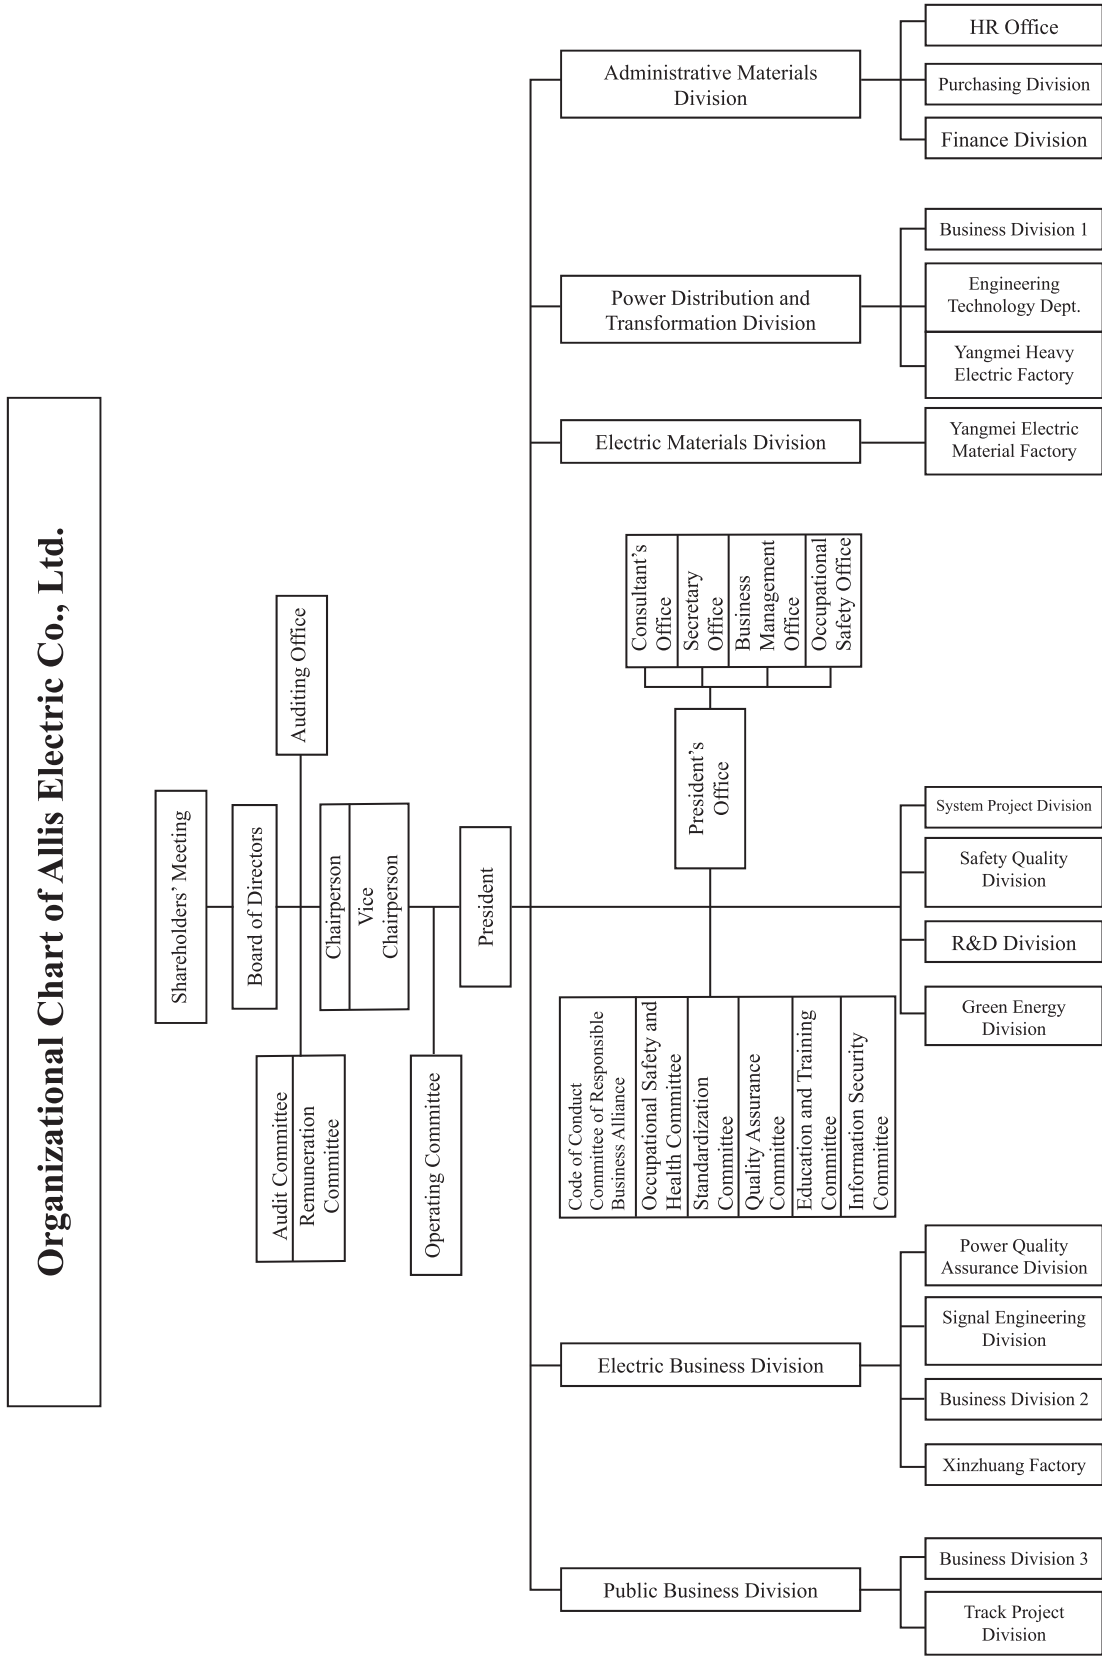 Organizational Chart of Allis Electric Co., Ltd.
Shareholders' Meeting
Board of Directors
Auditing Office
Audit Committee
Remuneration
Committee
Chairperson
Vice
Chairperson
Operating Committee
President
President's
Office
Consultant's
Office
Secretary
Office
Business
Management
Office
Occupational
Safety Office
Code of Conduct
Committee of Responsible
Business Alliance
Occupational Safety and
Health Committee
Standardization
Committee
Quality Assurance
Committee
Education and Training
Committee
Information Security
Committee
Administrative Materials
Division
HR Office
Purchasing Division
Finance Division
Power Distribution and
Transformation Division
Business Division 1
Engineering
Technology Dept.
Yangmei Heavy
Electric Factory
Electric Materials Division
Yangmei Electric
Material Factory
System Project Division
Safety Quality
Division
R&D Division
Green Energy
Division
Electric Business Division
Power Quality
Assurance Division
Signal Engineering
Division
Business Division 2
Xinzhuang Factory
Public Business Division
Business Division 3
Track Project
Division